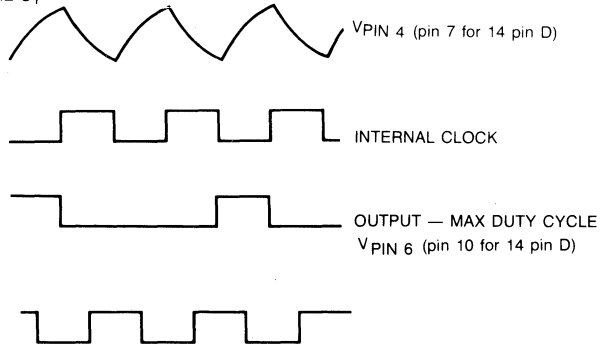 VPIN 4 (pin 7 for 14 pin D)
INTERNAL CLOCK
OUTPUT — MAX DUTY CYCLE
VPIN 6 (pin 10 for 14 pin D)